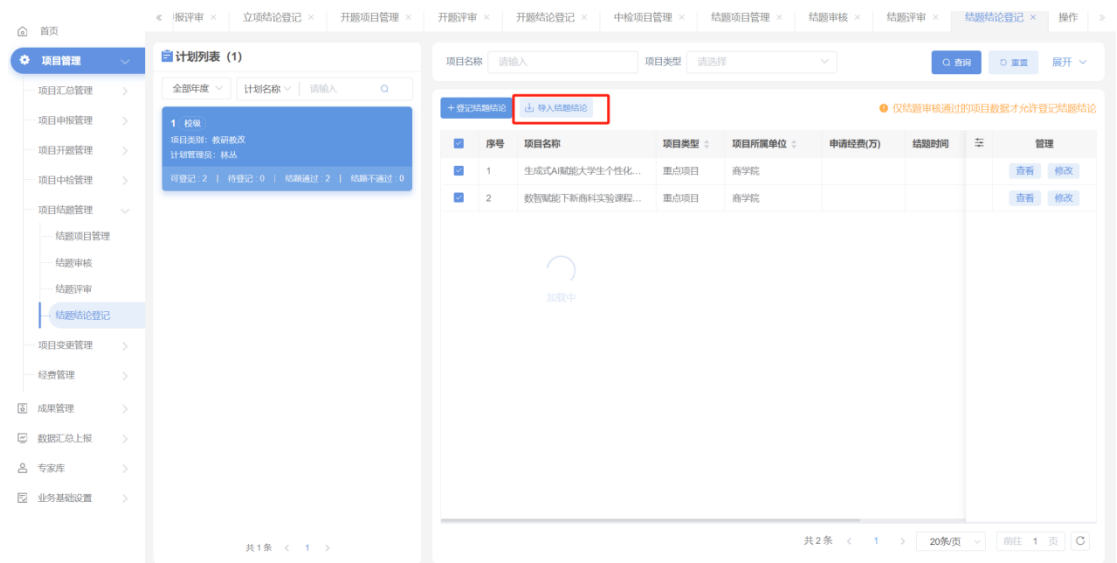 首页
项目管理
项目汇总管理
项目申报管理
项目开题管理
项目中检管理
项目结题管理
结题项目管理
结题审核
结题评审
结题结论登记
项目变更管理
经费管理
成果管理
数据汇总上报
专家库
业务基础设置
« 报评审 × 立项结论登记 × 开题项目管理 × 开题评审 × 开题结论登记 × 中检项目管理 × 结题项目管理 × 结题审核 × 结题评审 × 结题结论登记 × 操作 »
计划列表（1）
全部年度 计划名称 请输入
1 校级
项目类别：教研教改
计划管理员：林丛
可登记：2 | 待登记：0 | 结题通过：2 | 结题不通过：0
共 1 条 < 1 >
项目名称 请输入 项目类型 请选择 查询 重置 展开
+ 登记结题结论 导入结题结论 仅结题审核通过的项目数据才允许登记结题结论
序号 项目名称 项目类型 项目所属单位 申请经费(万) 结题时间 管理
1 生成式AI赋能大学生个性化... 重点项目 商学院 查看 修改
2 数智赋能下新商科实验课程... 重点项目 商学院 查看 修改
加载中
共 2 条 < 1 > 20条/页 前往 1 页